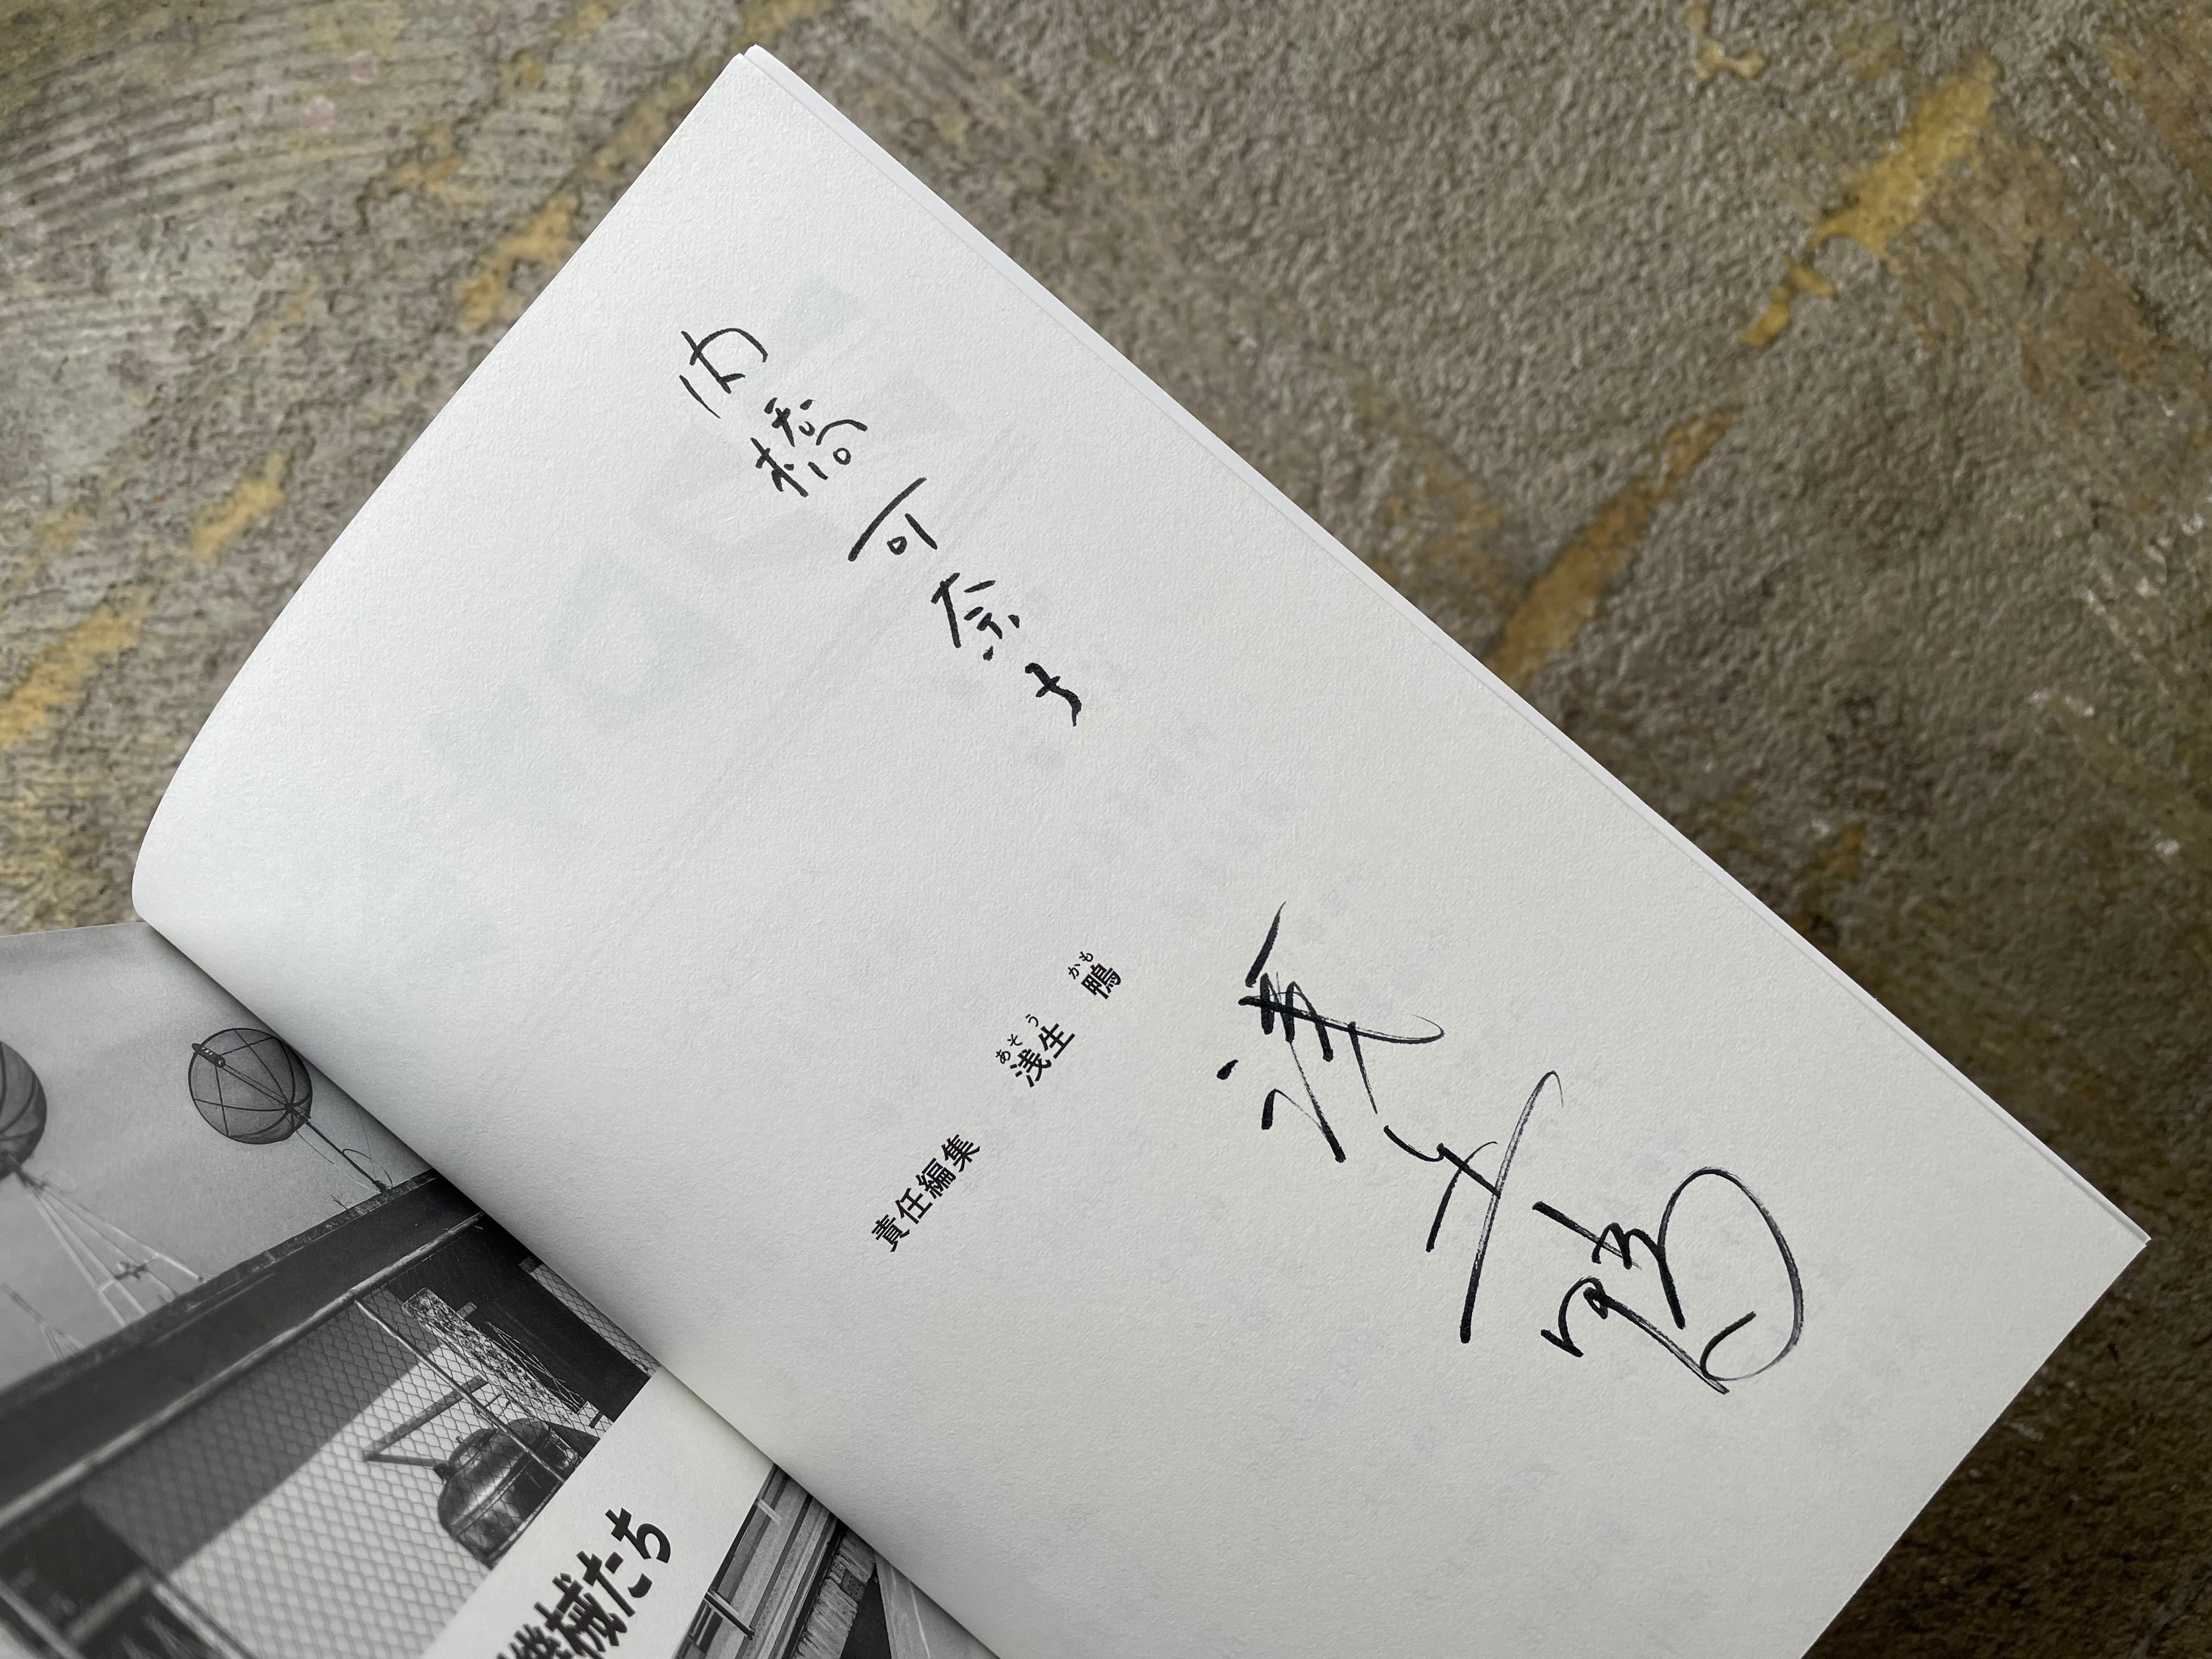 内橋可奈子
浅生鴨
かも
鴨
あそう
浅生
責任編集
機械たち